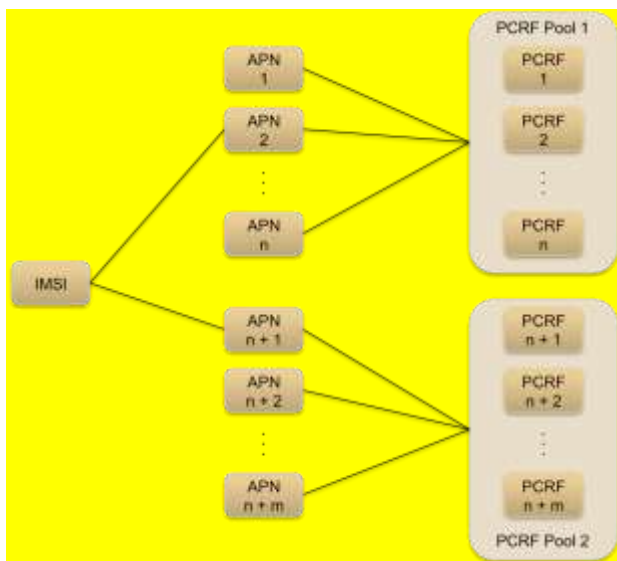 PCRF Pool 1
APN
1
PCRF
1
APN
2
PCRF
2
APN
n
PCRF
n
IMSI
APN
n + 1
PCRF
n + 1
APN
n + 2
PCRF
n + 2
APN
n + m
PCRF
n + m
PCRF Pool 2